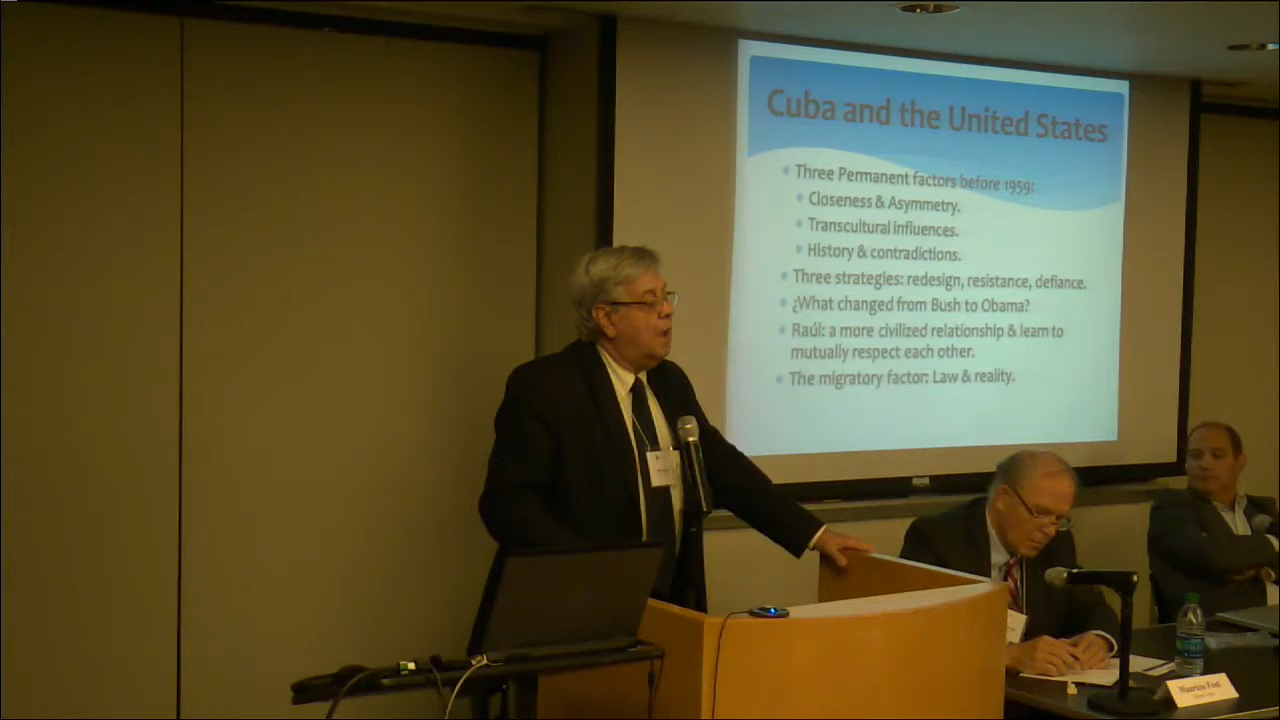 Cuba and the United States
Three Permanent factors before 1959:
Closeness & Asymmetry.
Transcultural influences.
History & contradictions.
Three strategies: redesign, resistance, defiance.
¿What changed from Bush to Obama?
Raúl: a more civilized relationship & learn to
mutually respect each other.
The migratory factor: Law & reality.
Mauricio Font